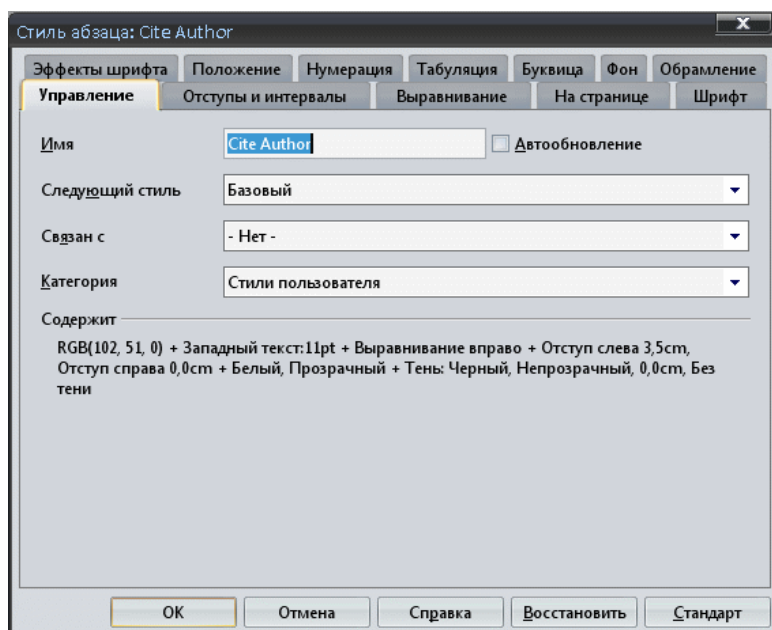 Стиль абзаца: Cite Author
X
Эффекты шрифта Положение Нумерация Табуляция Буквица Фон Обрамление
Управление Отступы и интервалы Выравнивание На странице Шрифт
Имя Cite Author Автообновление
Следующий стиль Базовый
Связан с - Нет -
Категория Стили пользователя
Содержит
RGB(102, 51, 0) + Западный текст:11pt + Выравнивание вправо + Отступ слева 3,5cm,
Отступ справа 0,0cm + Белый, Прозрачный + Тень: Черный, Непрозрачный, 0,0cm, Без
тени
OK Отмена Справка Восстановить Стандарт